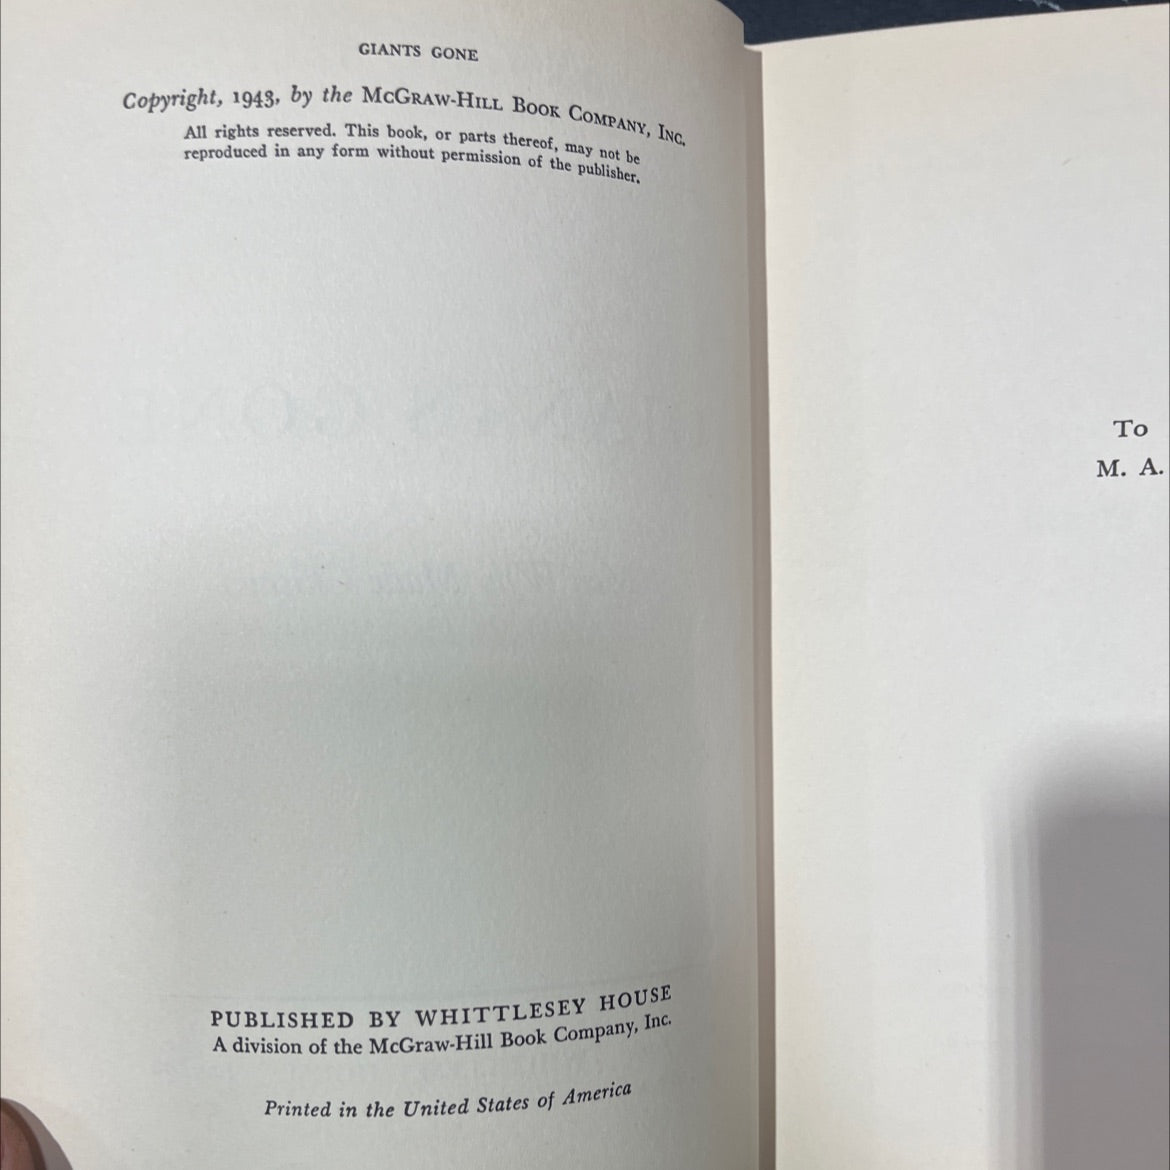 GIANTS GONE
Copyright, 1943, by the McGraw-Hill Book Company, Inc.
All rights reserved. This book, or parts thereof, may not be
reproduced in any form without permission of the publisher.
PUBLISHED BY WHITTLESEY HOUSE
A division of the McGraw-Hill Book Company, Inc.
Printed in the United States of America
To
M. A.